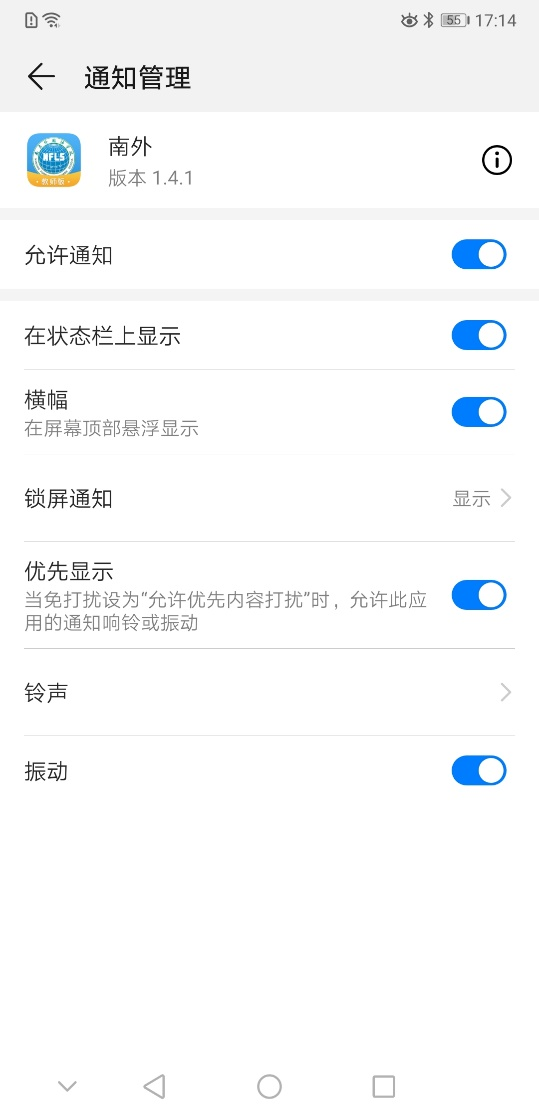 55 17:14
通知管理
NFLS
教师版
南外
版本 1.4.1
允许通知
在状态栏上显示
横幅
在屏幕顶部悬浮显示
锁屏通知
显示
优先显示
当免打扰设为“允许优先内容打扰”时，允许此应
用的通知响铃或振动
铃声
振动